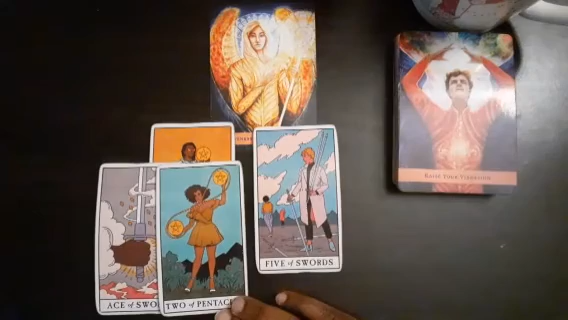 RAISE YOUR VIBRATION
FIVE of SWORDS
ACE of SWO
TWO of PENTAC